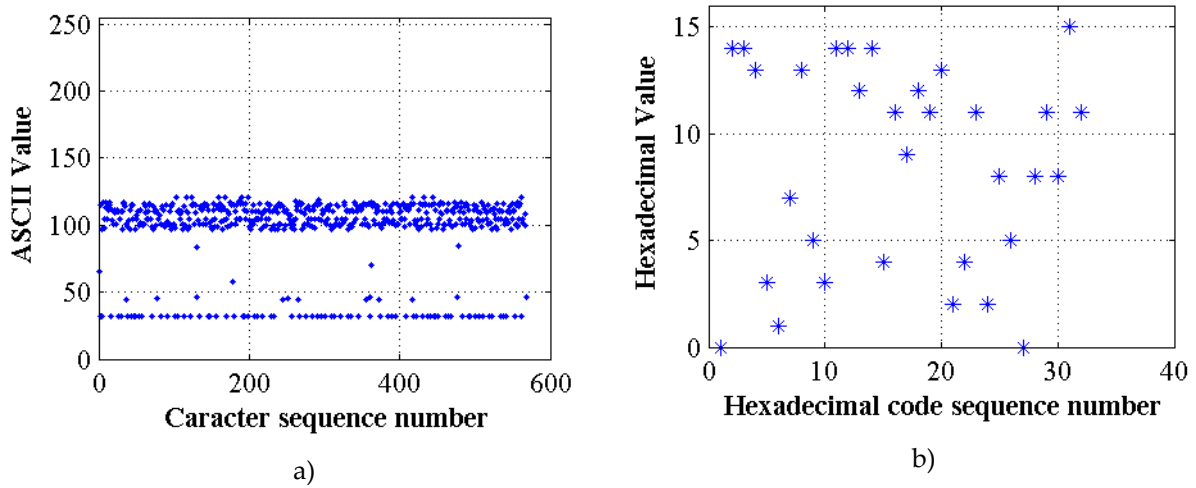 250
200
150
100
50
0
ASCII Value
0 200 400 600
Caracter sequence number
a)
15
10
5
0
Hexadecimal Value
0 10 20 30 40
Hexadecimal code sequence number
b)